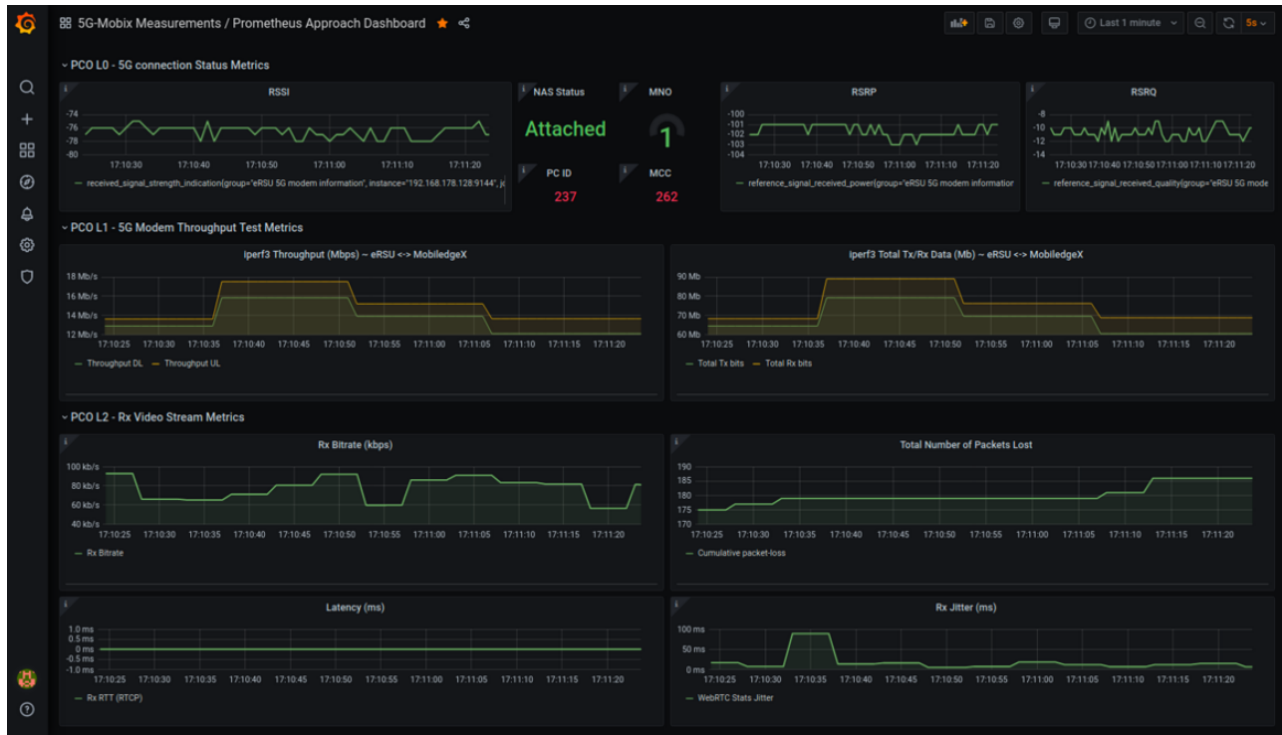 5G-Mobix Measurements / Prometheus Approach Dashboard
Last 1 minute
5s
PCO L0 - 5G connection Status Metrics
RSSI
-74
-76
-78
-80
17:10:30 17:10:40 17:10:50 17:11:00 17:11:10 17:11:20
received_signal_strength_indication{group="eRSU 5G modem information", instance="192.168.178.128:9144", jo
NAS Status
Attached
MNO
1
PC ID
237
MCC
262
RSRP
-100
-101
-102
-103
-104
17:10:30 17:10:40 17:10:50 17:11:00 17:11:10 17:11:20
reference_signal_received_power{group="eRSU 5G modem information
RSRQ
-8
-10
-12
-14
17:10:30 17:10:40 17:10:50 17:11:00 17:11:10 17:11:20
reference_signal_received_quality{group="eRSU 5G mode
PCO L1 - 5G Modem Throughput Test Metrics
iperf3 Throughput (Mbps) ~ eRSU <-> MobiledgeX
18 Mb/s
16 Mb/s
14 Mb/s
12 Mb/s
17:10:25 17:10:30 17:10:35 17:10:40 17:10:45 17:10:50 17:10:55 17:11:00 17:11:05 17:11:10 17:11:15 17:11:20
Throughput DL Throughput UL
iperf3 Total Tx/Rx Data (Mb) ~ eRSU <-> MobiledgeX
90 Mb
80 Mb
70 Mb
60 Mb
17:10:25 17:10:30 17:10:35 17:10:40 17:10:45 17:10:50 17:10:55 17:11:00 17:11:05 17:11:10 17:11:15 17:11:20
Total Tx bits Total Rx bits
PCO L2 - Rx Video Stream Metrics
Rx Bitrate (kbps)
100 kb/s
80 kb/s
60 kb/s
40 kb/s
17:10:25 17:10:30 17:10:35 17:10:40 17:10:45 17:10:50 17:10:55 17:11:00 17:11:05 17:11:10 17:11:15 17:11:20
Rx Bitrate
Total Number of Packets Lost
190
185
180
175
170
17:10:25 17:10:30 17:10:35 17:10:40 17:10:45 17:10:50 17:10:55 17:11:00 17:11:05 17:11:10 17:11:15 17:11:20
Cumulative packet-loss
Latency (ms)
1.0 ms
0.5 ms
0 ms
-0.5 ms
-1.0 ms
17:10:25 17:10:30 17:10:35 17:10:40 17:10:45 17:10:50 17:10:55 17:11:00 17:11:05 17:11:10 17:11:15 17:11:20
Rx RTT (RTCP)
Rx Jitter (ms)
100 ms
50 ms
0 ms
17:10:25 17:10:30 17:10:35 17:10:40 17:10:45 17:10:50 17:10:55 17:11:00 17:11:05 17:11:10 17:11:15 17:11:20
WebRTC Stats Jitter